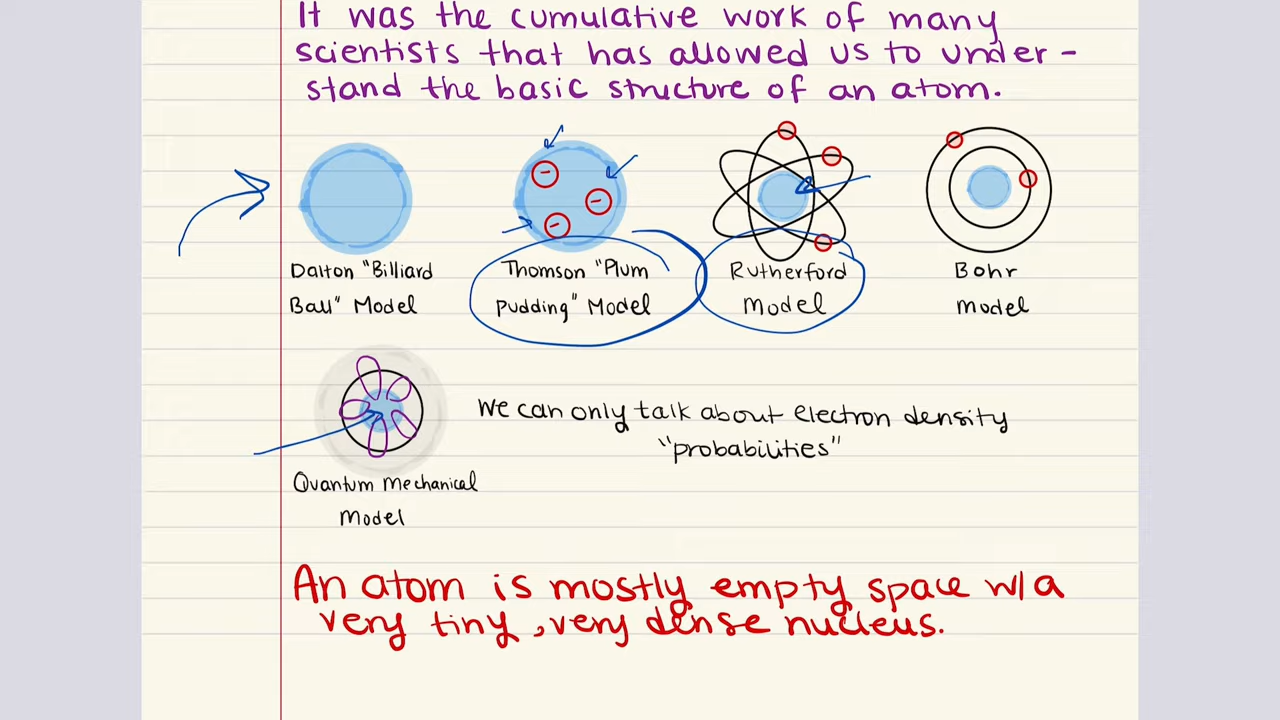 It was the cumulative work of many
scientists that has allowed us to under-
stand the basic structure of an atom.
- - -
Dalton "Billiard Ball" Model
Thomson "Plum Pudding" Model
Rutherford Model
Bohr Model
We can only talk about electron density
"probabilities"
Quantum Mechanical
Model
An atom is mostly empty space w/a
very tiny, very dense nucleus.